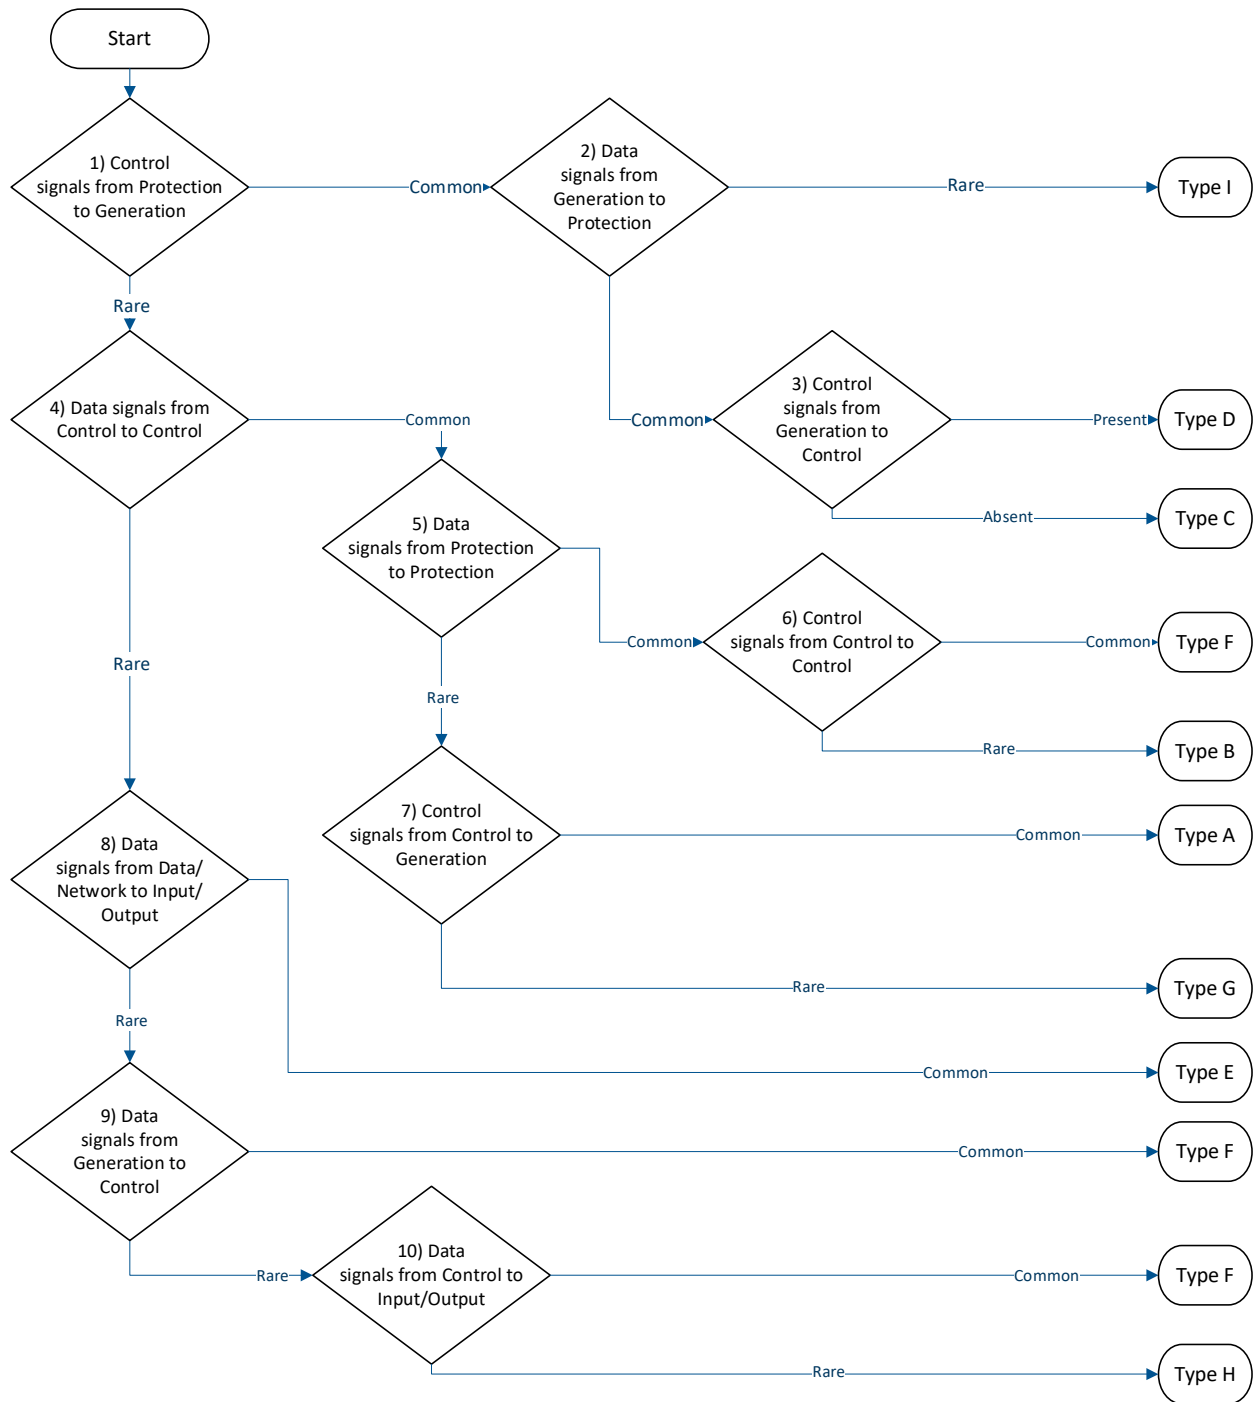 Start
1) Control
signals from Protection
to Generation
Common
2) Data
signals from
Generation to
Protection
Rare
Type I
Rare
4) Data signals from
Control to Control
Common
Common
3) Control
signals from
Generation to
Control
Present
Type D
Absent
Type C
5) Data
signals from Protection
to Protection
Common
6) Control
signals from Control to
Control
Common
Type F
Rare
Rare
Rare
Type B
7) Control
signals from Control to
Generation
Common
Type A
8) Data
signals from Data/
Network to Input/
Output
Rare
Type G
Rare
Common
Type E
9) Data
signals from
Generation to
Control
Common
Type F
Rare
10) Data
signals from Control to
Input/Output
Common
Type F
Rare
Type H